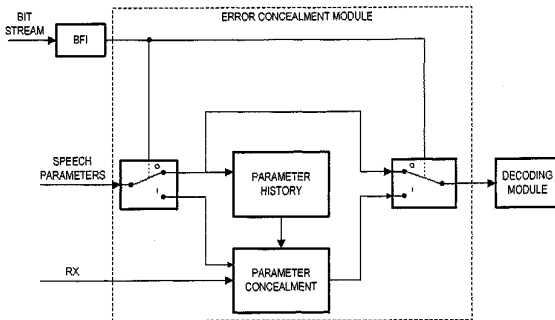 BIT
STREAM
BFI
ERROR CONCEALMENT MODULE
SPEECH
PARAMETERS
0
1
PARAMETER
HISTORY
0
1
DECODING
MODULE
RX
PARAMETER
CONCEALMENT